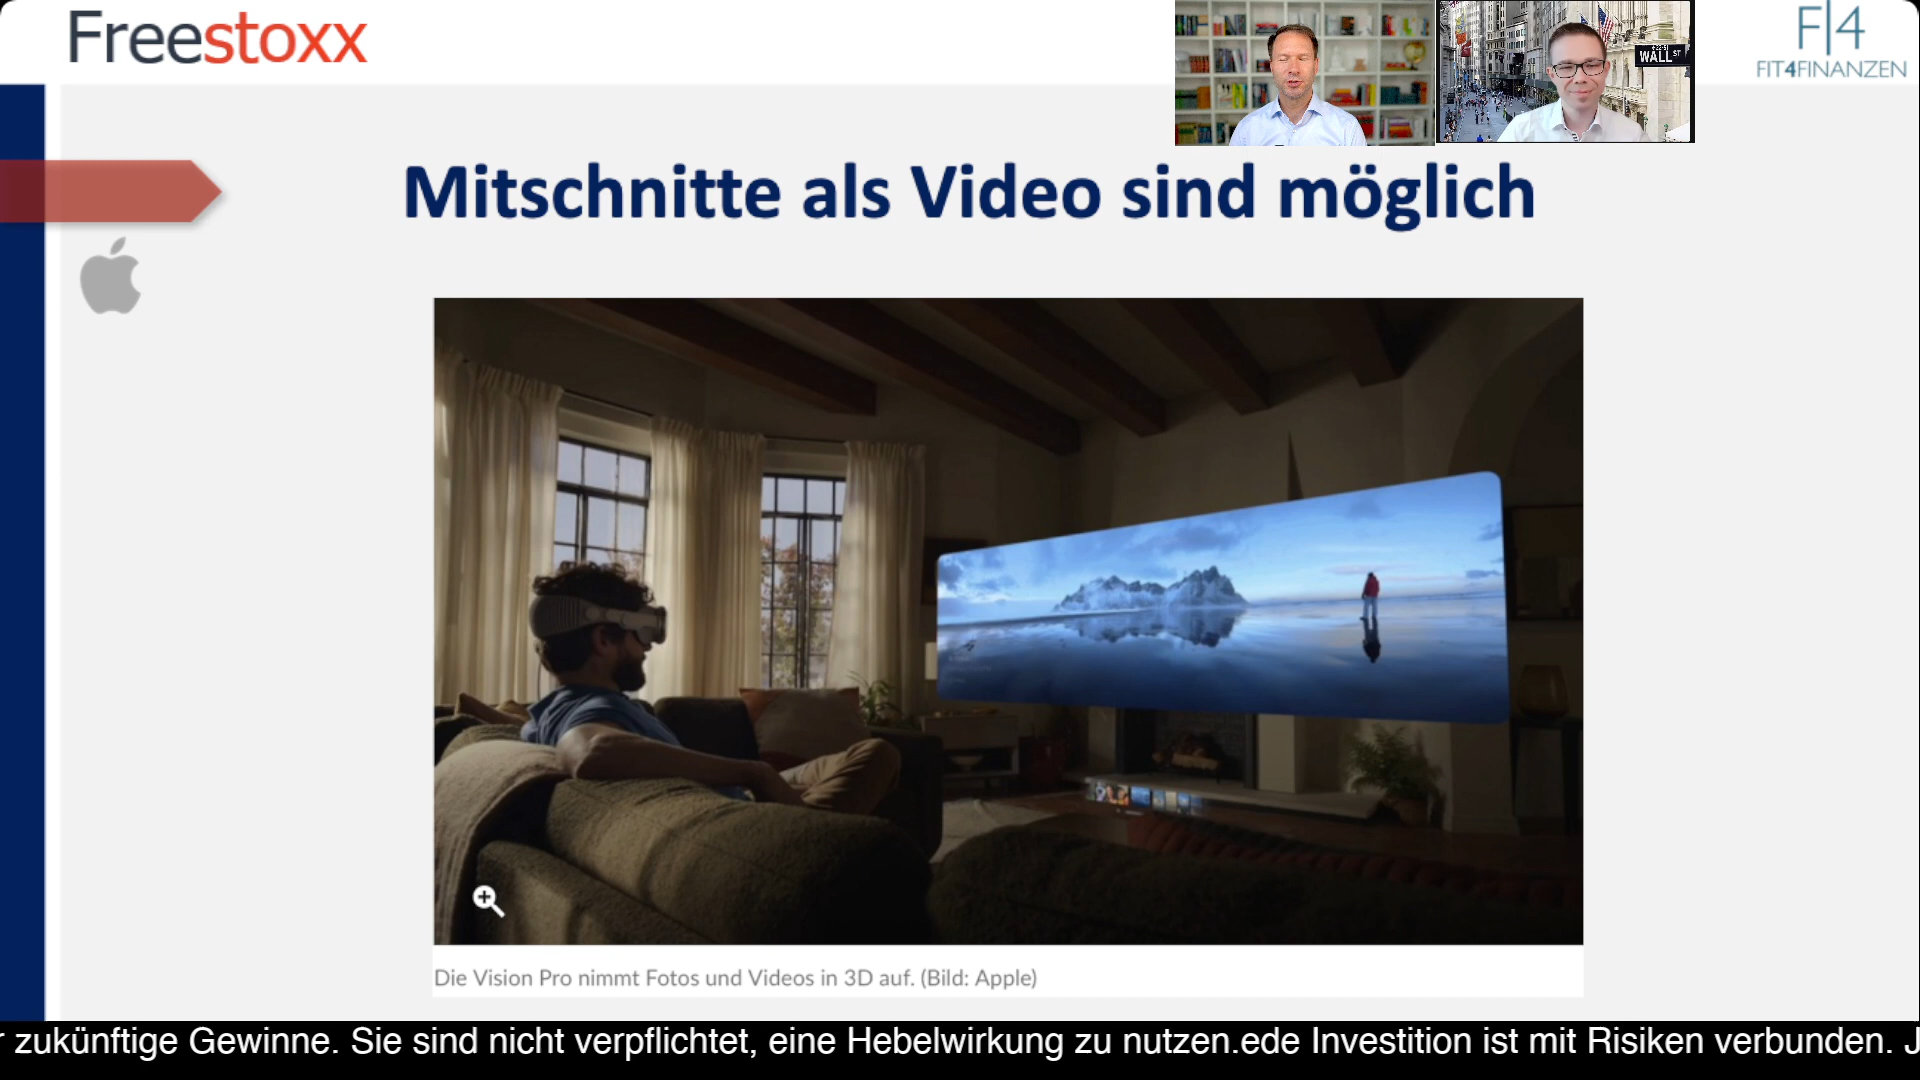 Freestoxx
WALL ST
F|4
FIT4FINANZEN
Mitschnitte als Video sind möglich
Die Vision Pro nimmt Fotos und Videos in 3D auf. (Bild: Apple)
r zukünftige Gewinne. Sie sind nicht verpflichtet, eine Hebelwirkung zu nutzen.ede Investition ist mit Risiken verbunden. J